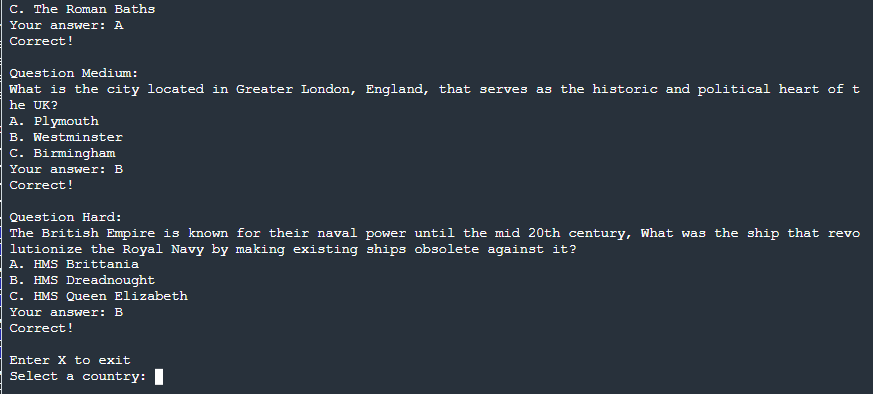 C. The Roman Baths
Your answer: A
Correct!
Question Medium:
What is the city located in Greater London, England, that serves as the historic and political heart of t
he UK?
A. Plymouth
B. Westminster
C. Birmingham
Your answer: B
Correct!
Question Hard:
The British Empire is known for their naval power until the mid 20th century, What was the ship that revo
lutionize the Royal Navy by making existing ships obsolete against it?
A. HMS Brittania
B. HMS Dreadnought
C. HMS Queen Elizabeth
Your answer: B
Correct!
Enter X to exit
Select a country: